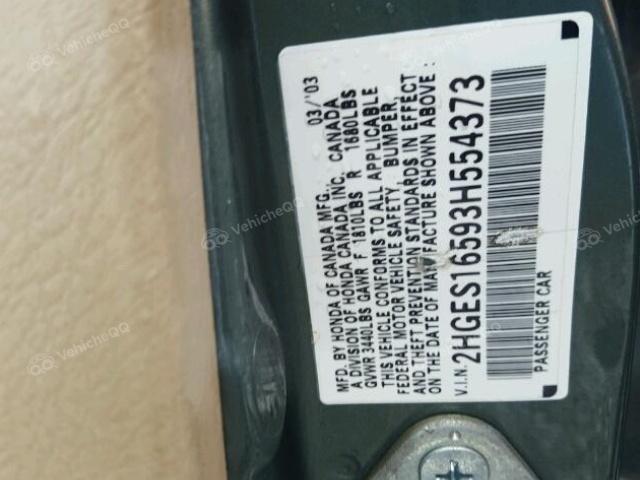 MFD. BY HONDA OF CANADA MFG., 03/'03
A DIVISION OF HONDA CANADA INC. CANADA
GVWR 3440LBS GAWR F 1810LBS R 1680LBS
THIS VEHICLE CONFORMS TO ALL APPLICABLE
FEDERAL MOTOR VEHICLE SAFETY, BUMPER,
AND THEFT PREVENTION STANDARDS IN EFFECT
ON THE DATE OF MANUFACTURE SHOWN ABOVE :
V.I.N. 2HGES16593H554373
PASSENGER CAR
VehicheQQ
VehicheQQ
VehicheQQ
VehicheQQ
VehicheQQ
VehicheQQ